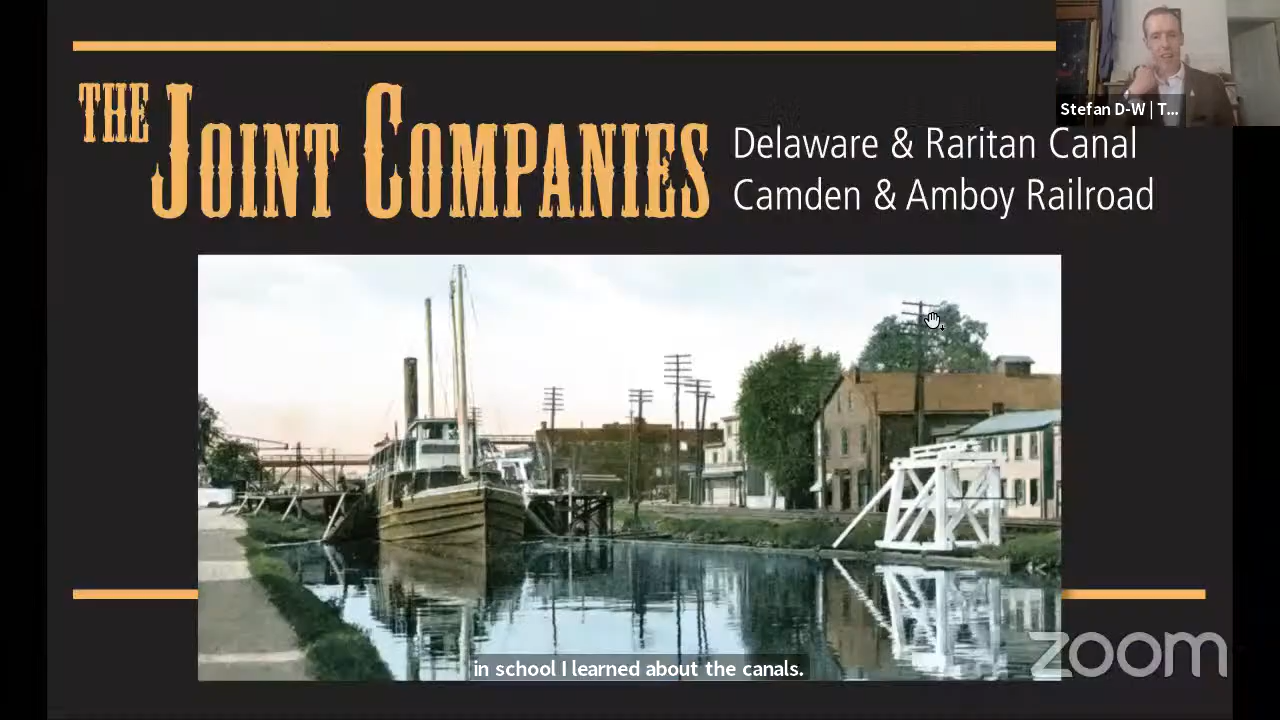 THE JOINT COMPANIES
Delaware & Raritan Canal
Camden & Amboy Railroad
Stefan D-W | T...
in school I learned about the canals.
zoom